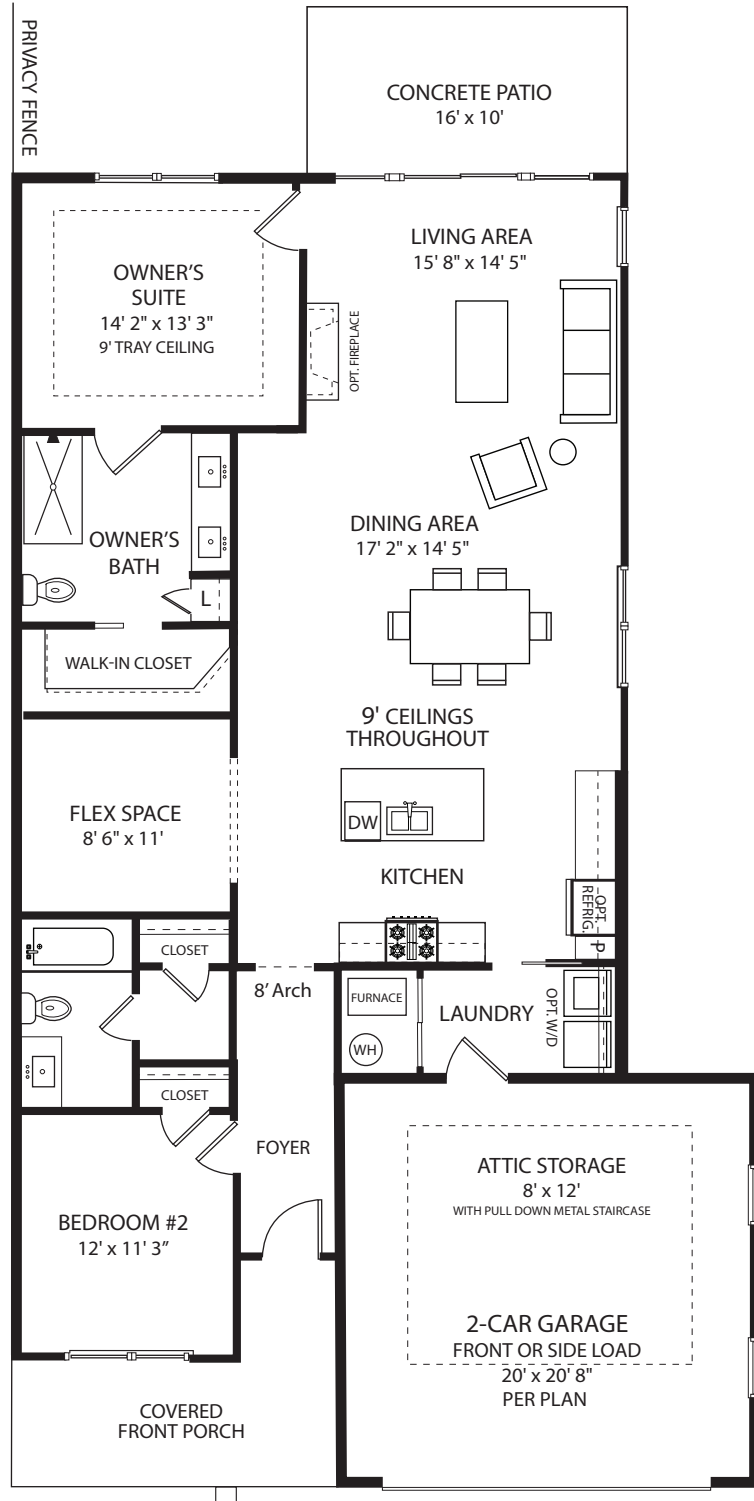 PRIVACY FENCE
CONCRETE PATIO
16' x 10'
LIVING AREA
15' 8" x 14' 5"
OWNER'S
SUITE
14' 2" x 13' 3"
9' TRAY CEILING
OPT. FIREPLACE
DINING AREA
17' 2" x 14' 5"
OWNER'S
BATH
L
WALK-IN CLOSET
9' CEILINGS
THROUGHOUT
FLEX SPACE
8' 6" x 11'
DW
KITCHEN
OPT.
REFRIG.
P
CLOSET
8' Arch
FURNACE
WH
LAUNDRY
OPT. W/D
CLOSET
FOYER
BEDROOM #2
12' x 11' 3”
ATTIC STORAGE
8' x 12'
WITH PULL DOWN METAL STAIRCASE
2-CAR GARAGE
FRONT OR SIDE LOAD
20' x 20' 8"
PER PLAN
COVERED
FRONT PORCH